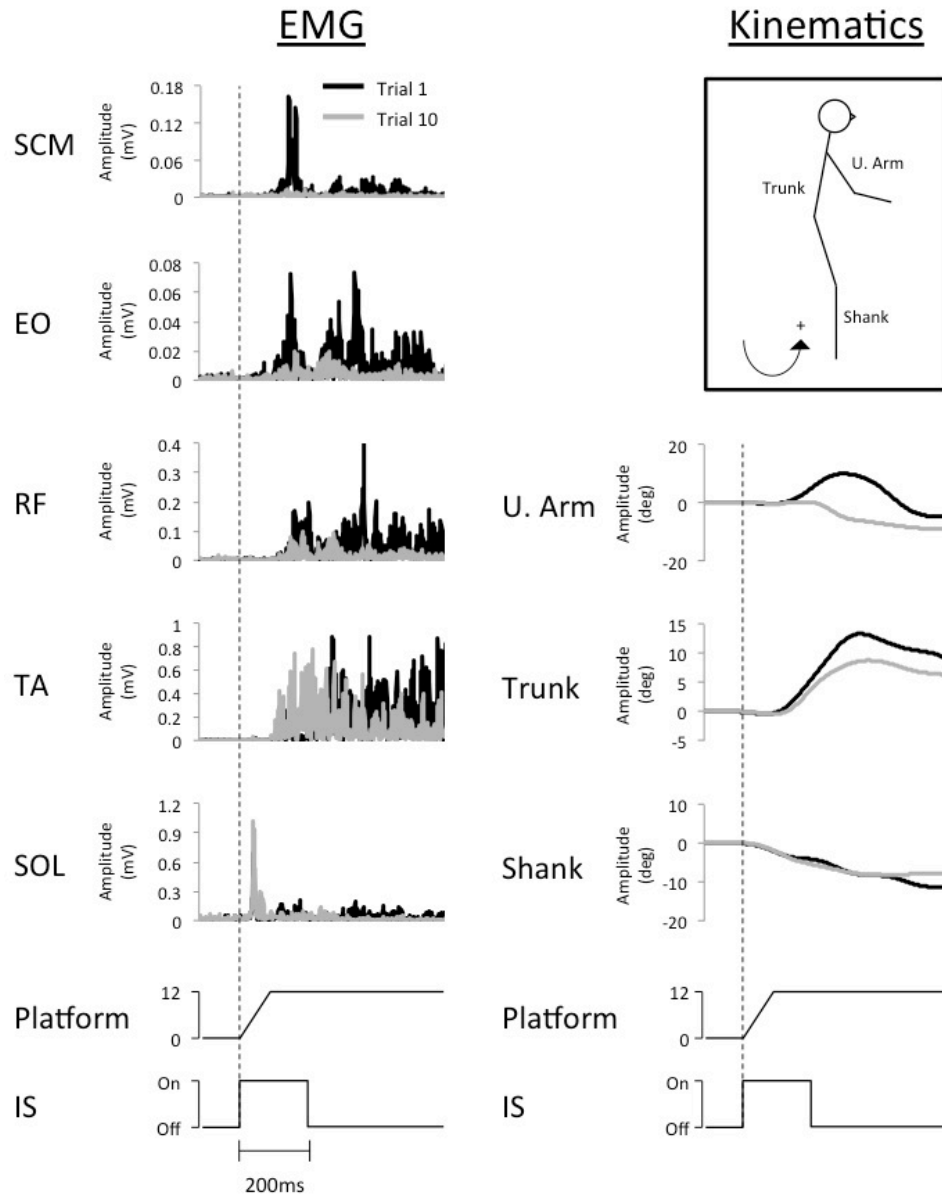 EMG
Kinematics
SCM
Amplitude
(mV)
0.18
0.12
0.06
0
Trial 1
Trial 10
U. Arm
Trunk
Shank
+
EO
Amplitude
(mV)
0.08
0.06
0.04
0.02
0
RF
Amplitude
(mV)
0.4
0.3
0.2
0.1
0
U. Arm
Amplitude
(deg)
20
0
-20
TA
Amplitude
(mV)
1
0.8
0.6
0.4
0.2
0
Trunk
Amplitude
(deg)
15
10
5
0
-5
SOL
Amplitude
(mV)
1.2
0.9
0.6
0.3
0
Shank
Amplitude
(deg)
10
0
-10
-20
Platform
12
0
Platform
12
0
IS
On
Off
IS
On
Off
200ms